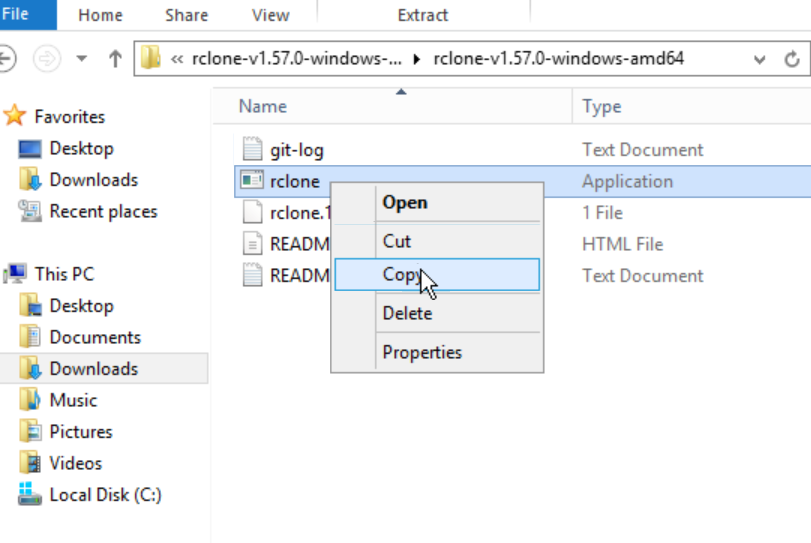 File Home Share View Extract
« rclone-v1.57.0-windows-... rclone-v1.57.0-windows-amd64
Name Type
Favorites
Desktop
Downloads
Recent places
This PC
Desktop
Documents
Downloads
Music
Pictures
Videos
Local Disk (C:)
git-log Text Document
rclone Application
rclone.1 1 File
READM HTML File
READM Text Document
Open
Cut
Copy
Delete
Properties